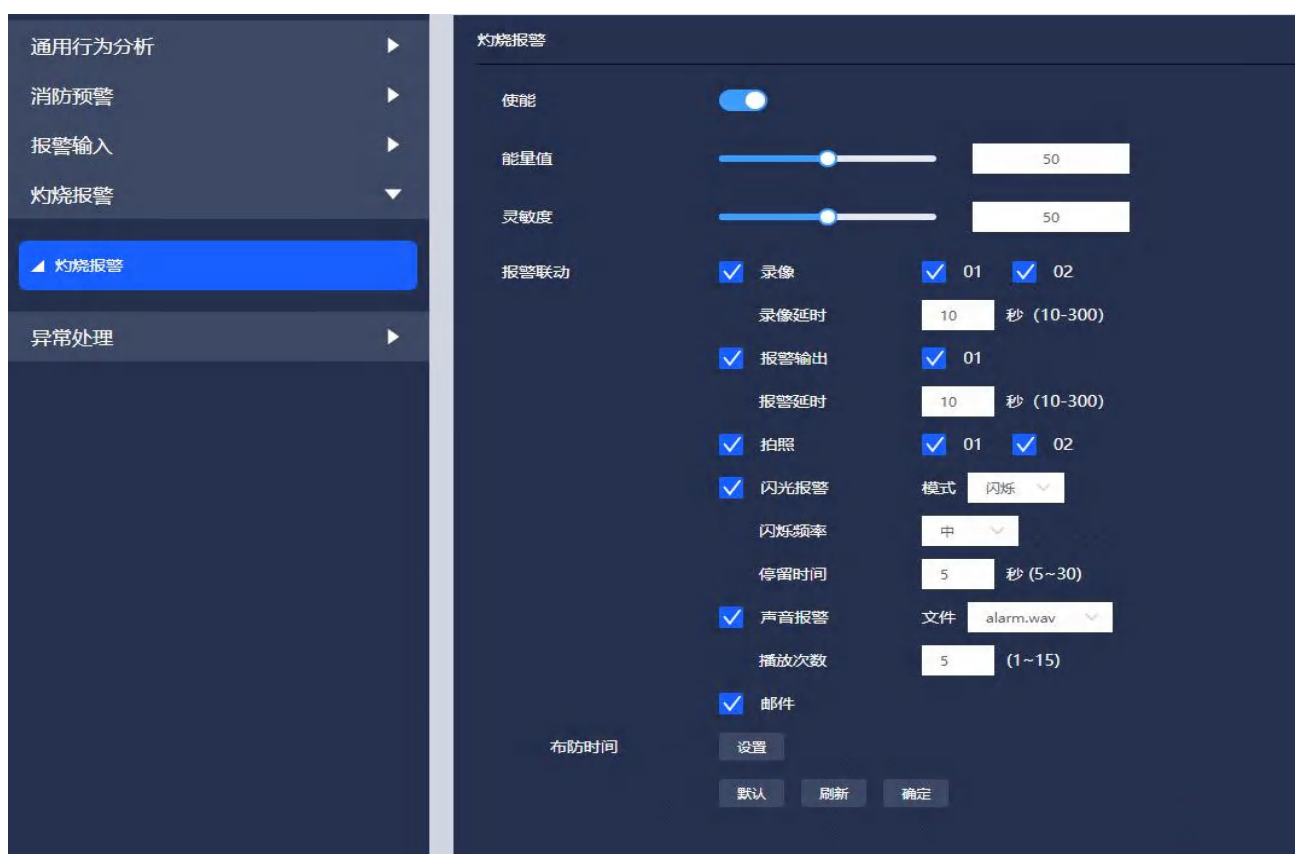 通用行为分析
消防预警
报警输入
灼烧报警
灼烧报警
异常处理
灼烧报警
使能
能量值 50
灵敏度 50
报警联动 录像 01 02
录像延时 10 秒 (10-300)
报警输出 01
报警延时 10 秒 (10-300)
拍照 01 02
闪光报警 模式 闪烁
闪烁频率 中
停留时间 5 秒 (5~30)
声音报警 文件 alarm.wav
播放次数 5 (1~15)
邮件
布防时间 设置
默认 刷新 确定